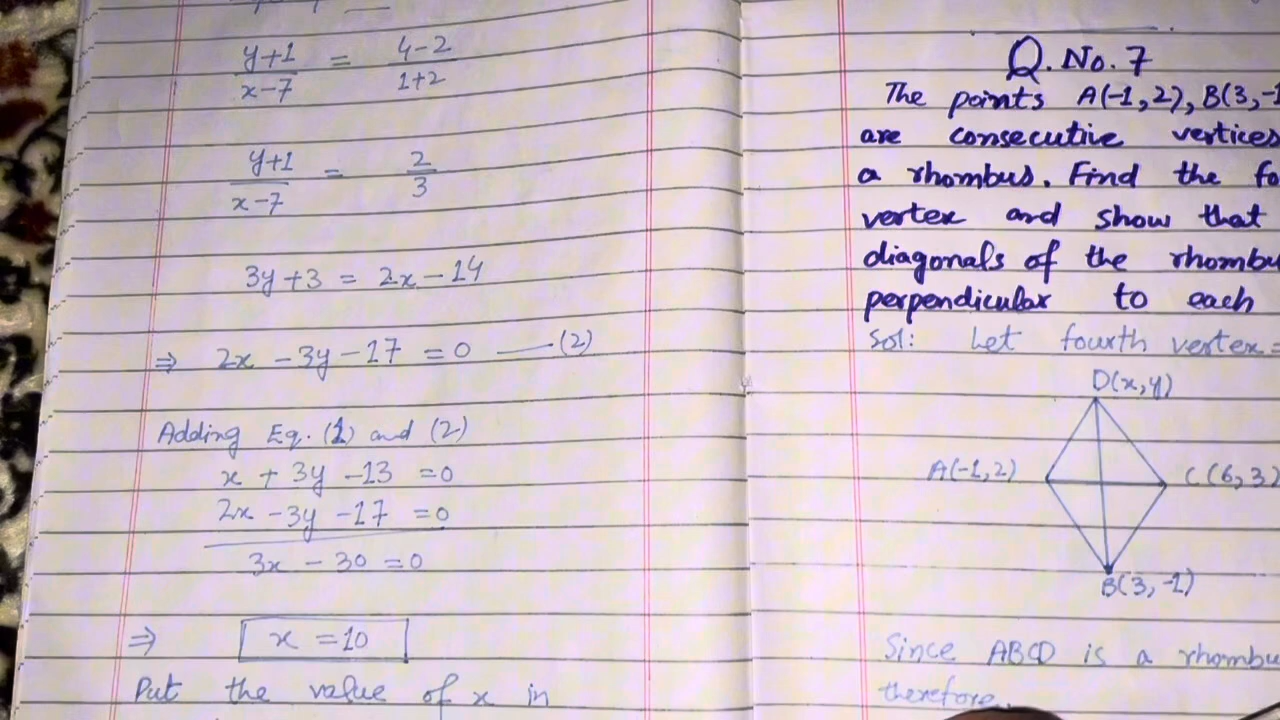 y+1 / x-7 = 4-2 / 1+2
y+1 / x-7 = 2 / 3
3y+3 = 2x-14
⇒ 2x-3y-17 = 0 — (2)
Adding Eq. (1) and (2)
x + 3y -13 =0
2x -3y -17 =0
3x - 30 =0
⇒ x =10
Put the value of x in
Q. No. 7
The points A(-1,2), B(3,-1
are consecutive vertices
a rhombus. Find the fo
vertex and show that
diagonals of the rhombu
perpendicular to each
Sol: Let fourth vertex =
D(x,y)
A(-1,2) C(6,3)
B(3,-1)
Since ABCD is a rhombu
therefore,